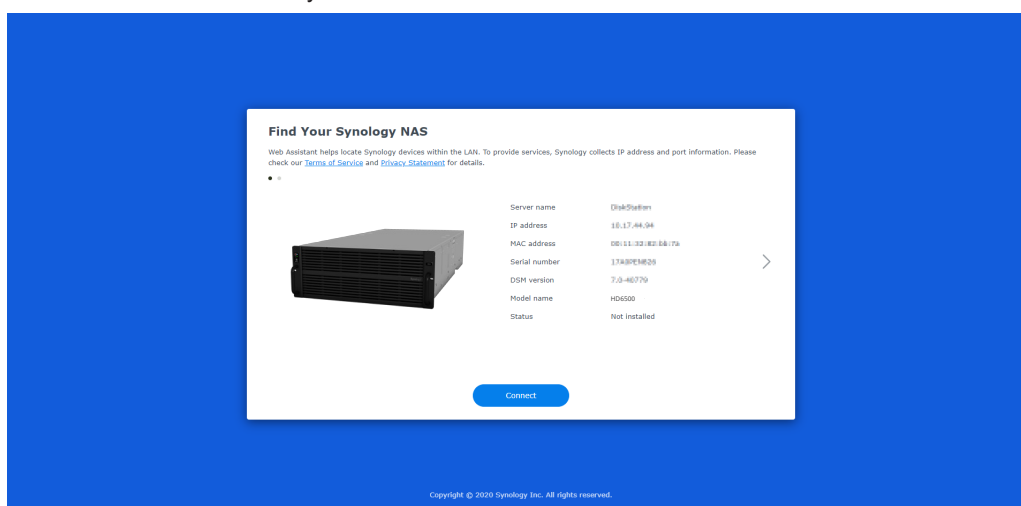 Find Your Synology NAS
Web Assistant helps locate Synology devices within the LAN. To provide services, Synology collects IP address and port information. Please
check our Terms of Service and Privacy Statement for details.
Server name DiskStation
IP address
MAC address
Serial number
DSM version
Model name HD6500
Status Not installed
Connect
Copyright © 2020 Synology Inc. All rights reserved.